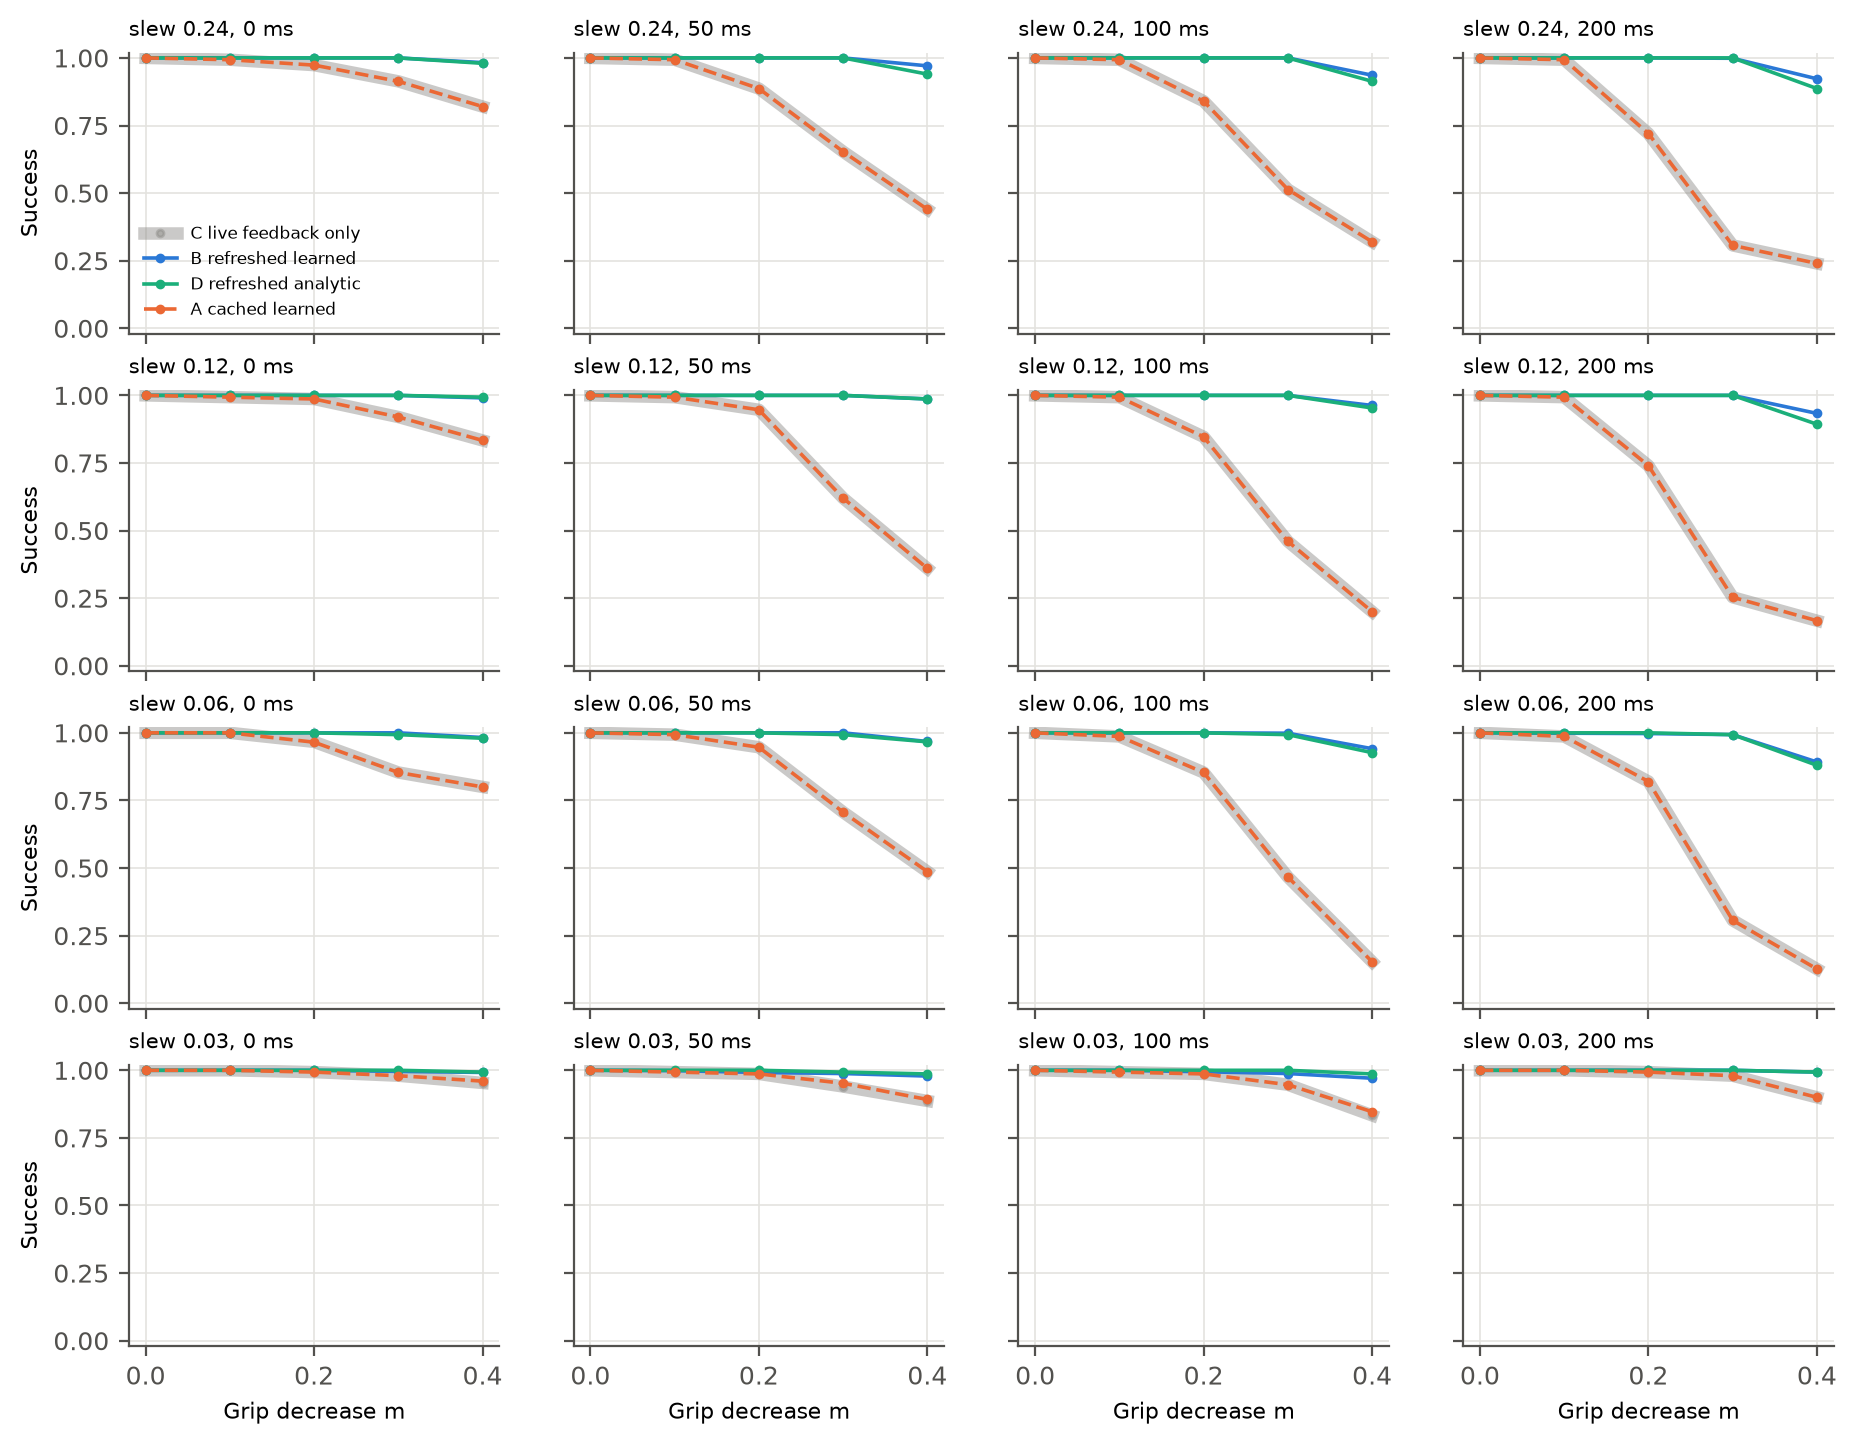 slew 0.24, 0 ms
slew 0.24, 50 ms
slew 0.24, 100 ms
slew 0.24, 200 ms
1.00
0.75
0.50
0.25
0.00
Success
C live feedback only
B refreshed learned
D refreshed analytic
A cached learned
slew 0.12, 0 ms
slew 0.12, 50 ms
slew 0.12, 100 ms
slew 0.12, 200 ms
1.00
0.75
0.50
0.25
0.00
Success
slew 0.06, 0 ms
slew 0.06, 50 ms
slew 0.06, 100 ms
slew 0.06, 200 ms
1.00
0.75
0.50
0.25
0.00
Success
slew 0.03, 0 ms
slew 0.03, 50 ms
slew 0.03, 100 ms
slew 0.03, 200 ms
1.00
0.75
0.50
0.25
0.00
Success
0.0 0.2 0.4
0.0 0.2 0.4
0.0 0.2 0.4
0.0 0.2 0.4
Grip decrease m
Grip decrease m
Grip decrease m
Grip decrease m